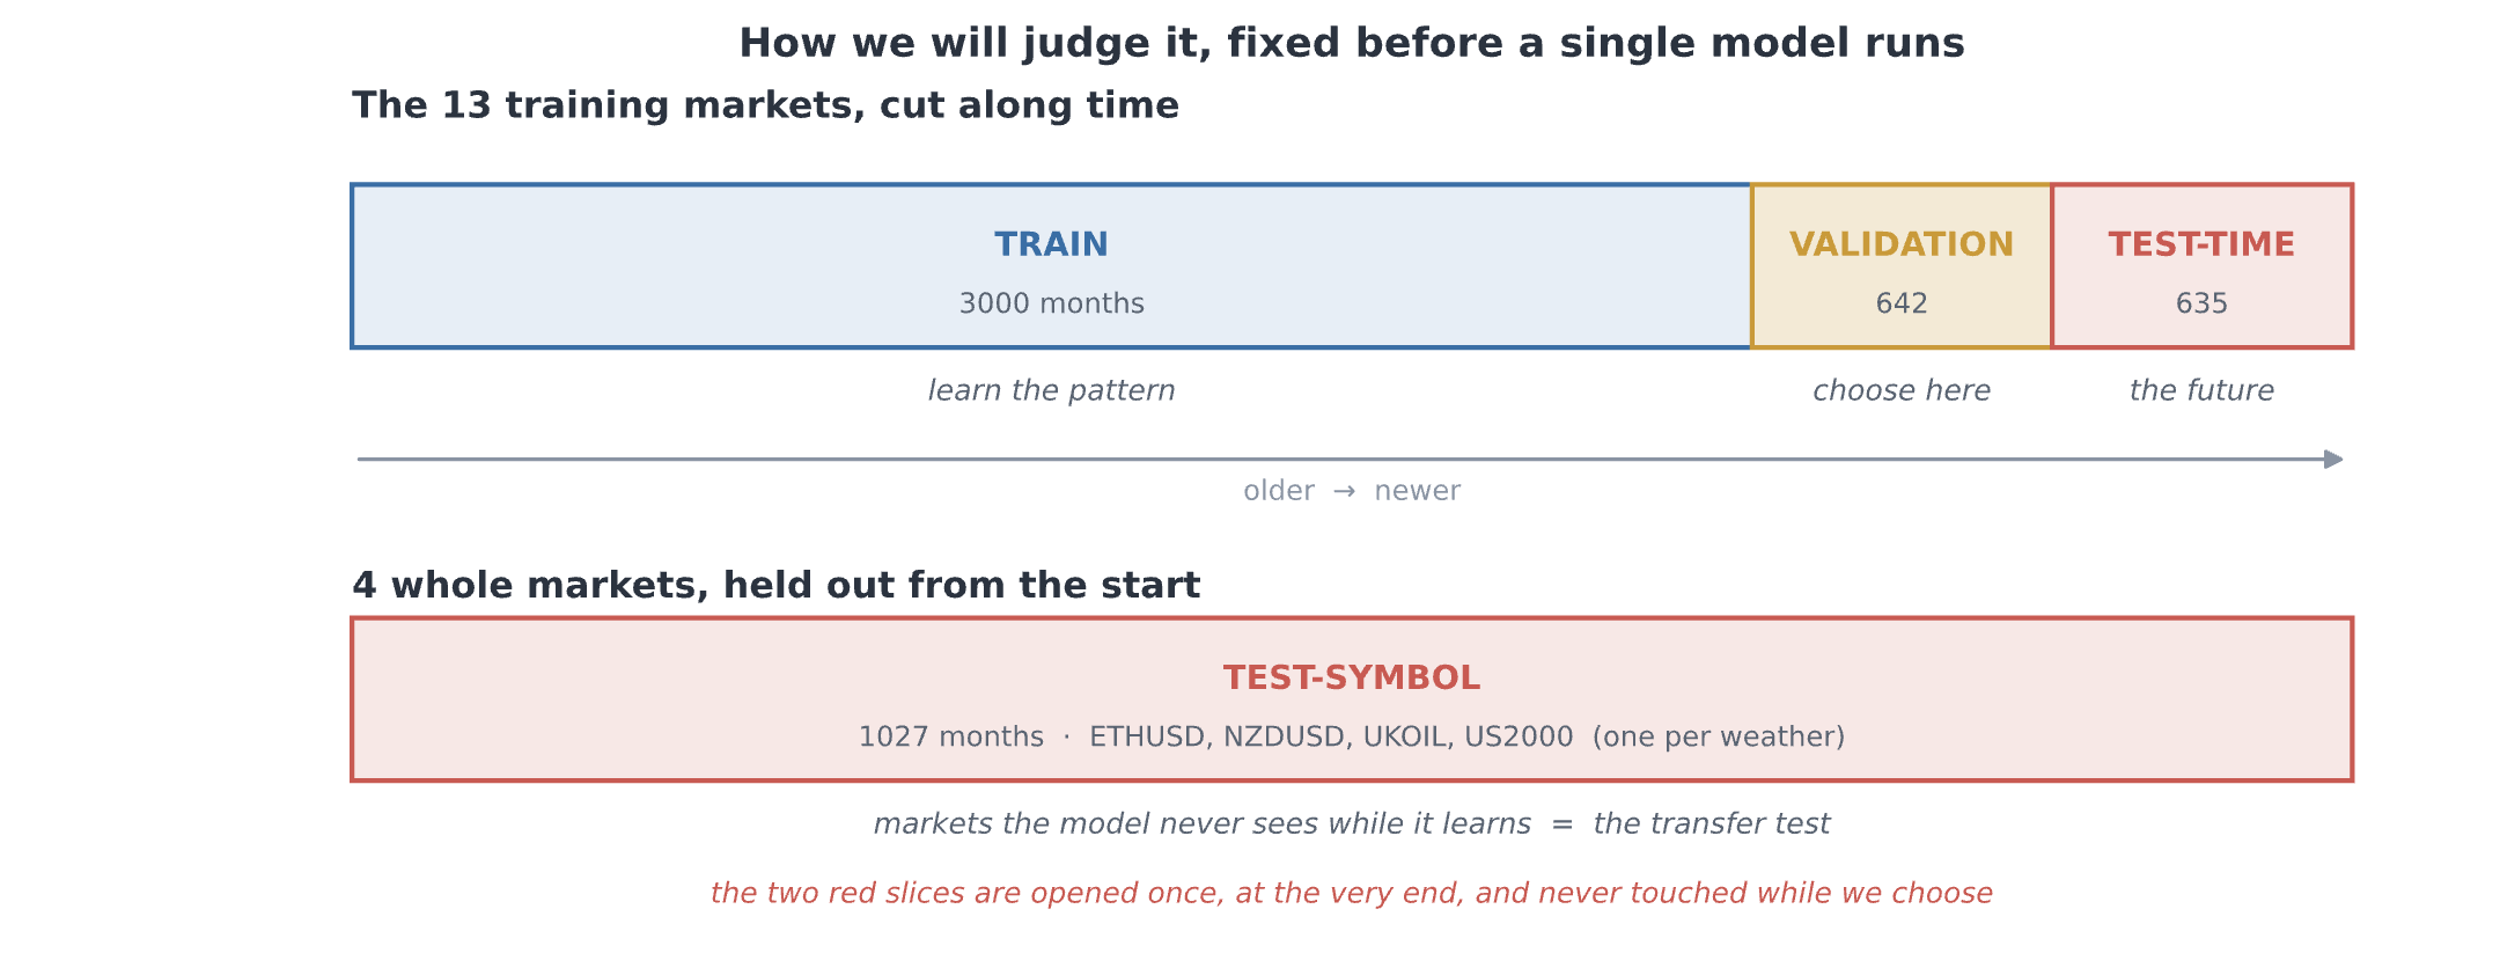 How we will judge it, fixed before a single model runs
The 13 training markets, cut along time
TRAIN
3000 months
VALIDATION
642
TEST-TIME
635
learn the pattern
choose here
the future
older → newer
4 whole markets, held out from the start
TEST-SYMBOL
1027 months · ETHUSD, NZDUSD, UKOIL, US2000 (one per weather)
markets the model never sees while it learns = the transfer test
the two red slices are opened once, at the very end, and never touched while we choose